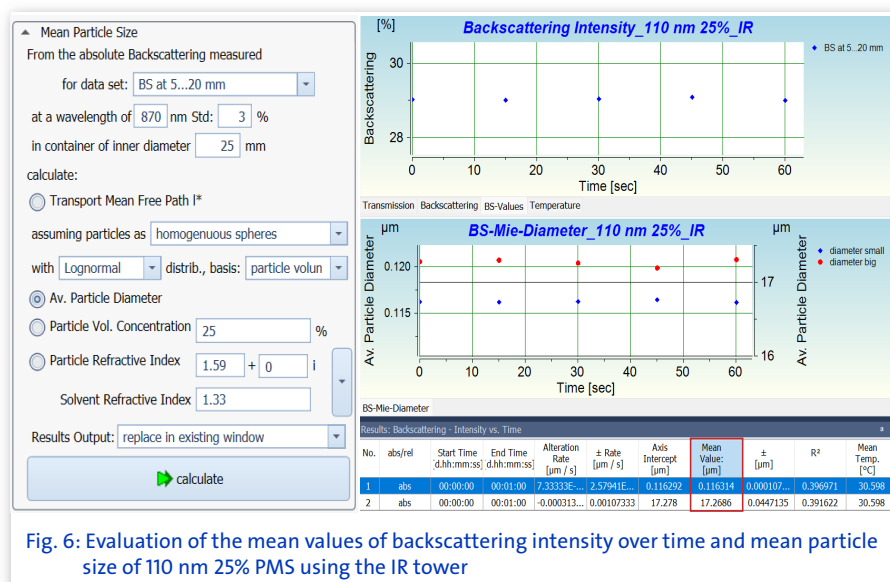 Mean Particle Size
From the absolute Backscattering measured
for data set: BS at 5...20 mm
at a wavelength of 870 nm Std: 3 %
in container of inner diameter 25 mm
calculate:
Transport Mean Free Path l*
assuming particles as homogenuous spheres
with Lognormal distrib., basis: particle volun
Av. Particle Diameter
Particle Vol. Concentration 25 %
Particle Refractive Index 1.59 + 0 i
Solvent Refractive Index 1.33
Results Output: replace in existing window
calculate
[%] Backscattering Intensity_110 nm 25%_IR
BS at 5..20 mm
Backscattering
30
28
0 10 20 30 40 50 60
Time [sec]
Transmission Backscattering BS-Values Temperature
µm BS-Mie-Diameter_110 nm 25%_IR µm
diameter small
diameter big
Av. Particle Diameter
0.120
0.115
17
16
Av. Particle Diameter
0 10 20 30 40 50 60
Time [sec]
BS-Mie-Diameter
Results: Backscattering - Intensity vs. Time
No. abs/rel Start Time [d.hh:mm:ss] End Time [d.hh:mm:ss] Alteration Rate [µm / s] ± Rate [µm / s] Axis Intercept [µm] Mean Value: [µm] ± [µm] R² Mean Temp. [°C]
1 abs 00:00:00 00:01:00 7.33333E-... 2.57941E... 0.116292 0.116314 0.000107... 0.396971 30.598
2 abs 00:00:00 00:01:00 -0.000313... 0.00107333 17.278 17.2686 0.0447135 0.391622 30.598
Fig. 6: Evaluation of the mean values of backscattering intensity over time and mean particle
size of 110 nm 25% PMS using the IR tower